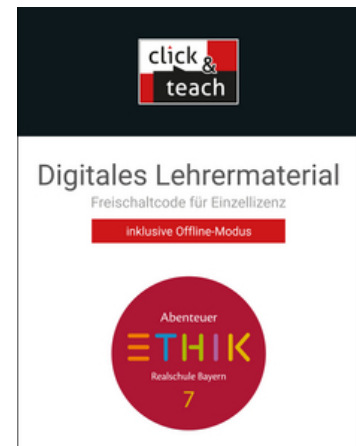 click &
teach
Digitales Lehrermaterial
Freischaltcode für Einzellizenz
inklusive Offline-Modus
Abenteuer
ETHIK
Realschule Bayern
7